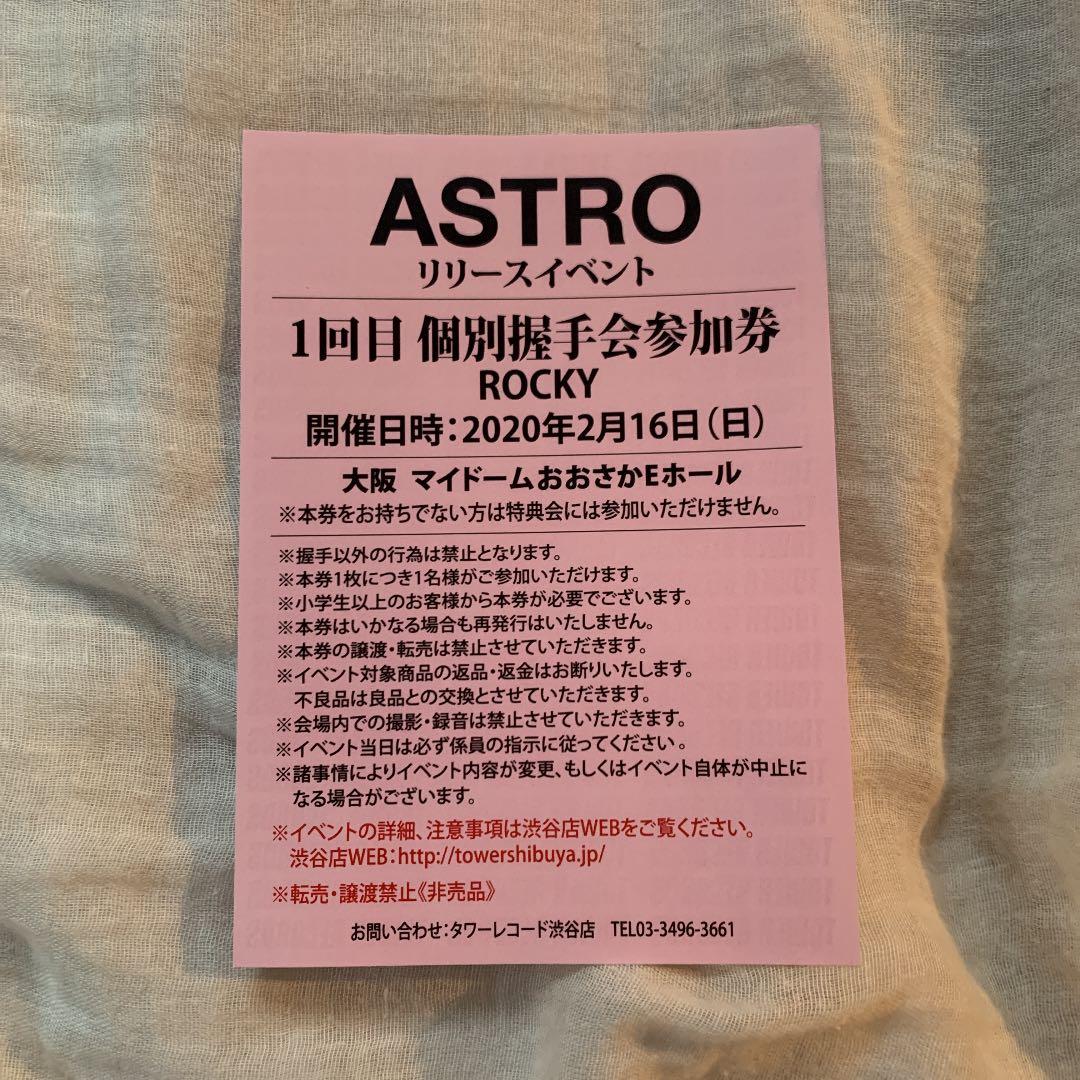 ASTRO
リリースイベント
1回目 個別握手会参加券
ROCKY
開催日時：2020年2月16日（日）
大阪 マイドームおおさかEホール
※本券をお持ちでない方は特典会には参加いただけません。
※握手以外の行為は禁止となります。
※本券1枚につき1名様がご参加いただけます。
※小学生以上のお客様から本券が必要でございます。
※本券はいかなる場合も再発行はいたしません。
※本券の譲渡・転売は禁止させていただきます。
※イベント対象商品の返品・返金はお断りいたします。
不良品は良品との交換とさせていただきます。
※会場内での撮影・録音は禁止させていただきます。
※イベント当日は必ず係員の指示に従ってください。
※諸事情によりイベント内容が変更、もしくはイベント自体が中止に
なる場合がございます。
※イベントの詳細、注意事項は渋谷店WEBをご覧ください。
渋谷店WEB：http://towershibuya.jp/
※転売・譲渡禁止《非売品》
お問い合わせ：タワーレコード渋谷店 TEL03-3496-3661